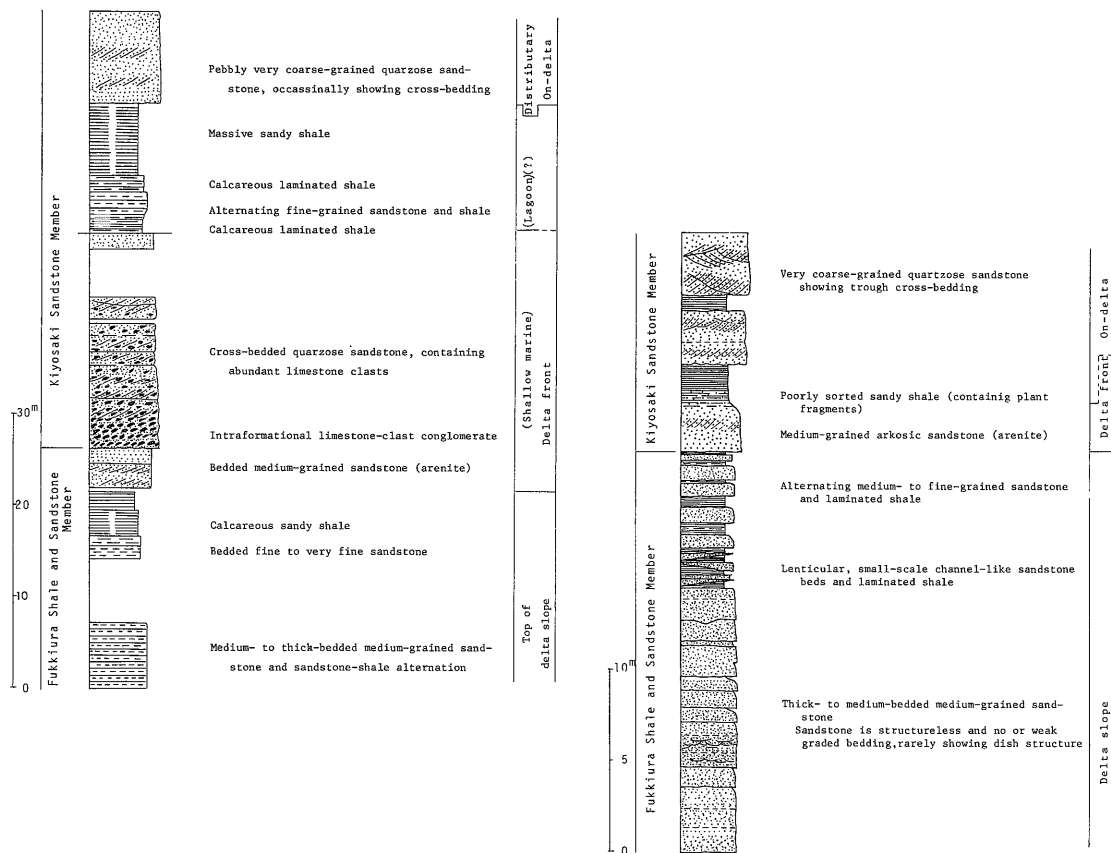 Pebbly very coarse-grained quarzose sand-
stone, occassinally showing cross-bedding
Massive sandy shale
Calcareous laminated shale
Alternating fine-grained sandstone and shale
Calcareous laminated shale
Cross-bedded quarzose sandstone, containing
abundant limestone clasts
Intraformational limestone-clast conglomerate
Bedded medium-grained sandstone (arenite)
Calcareous sandy shale
Bedded fine to very fine sandstone
Medium- to thick-bedded medium-grained sand-
stone and sandstone-shale alternation
Kiyosaki Sandstone Member
Fukkiura Shale and Sandstone
Member
30m
20
10
0
Distributary
On-delta
(Lagoon)(?)
(Shallow marine)
Delta front
Top of
delta slope
Very coarse-grained quartzose sandstone
showing trough cross-bedding
Poorly sorted sandy shale (containig plant
fragments)
Medium-grained arkosic sandstone (arenite)
Alternating medium- to fine-grained sandstone
and laminated shale
Lenticular, small-scale channel-like sandstone
beds and laminated shale
Thick- to medium-bedded medium-grained sand-
stone
Sandstone is structureless and no or weak
graded bedding,rarely showing dish structure
Kiyosaki Sandstone Member
Fukkiura Shale and Sandstone Member
10m
5
0
On-delta
Delta front
Delta slope